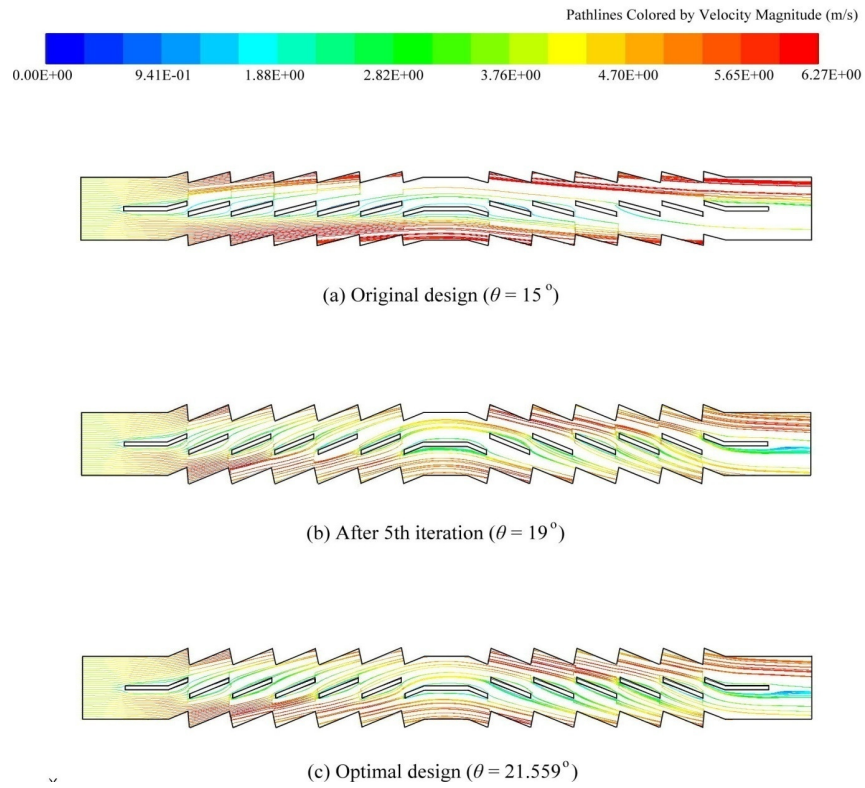 Pathlines Colored by Velocity Magnitude (m/s)
0.00E+00 9.41E-01 1.88E+00 2.82E+00 3.76E+00 4.70E+00 5.65E+00 6.27E+00
(a) Original design (θ = 15°)
(b) After 5th iteration (θ = 19°)
(c) Optimal design (θ = 21.559°)